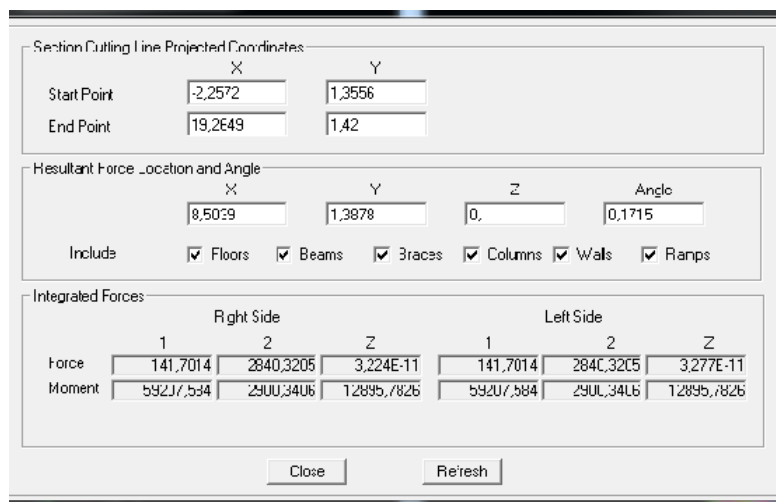 Section Cutting Line Projected Coordinates
X Y
Start Point -2,2572 1,3556
End Point 19,2649 1,42
Resultant Force Location and Angle
X Y Z Angle
8,5039 1,3878 0, 0,1715
Include Floors Beams Braces Columns Walls Ramps
Integrated Forces
Right Side Left Side
1 2 Z 1 2 Z
Force 141,7014 2840,3205 3,224E-11 141,7014 2840,3205 3,277E-11
Moment 59207,584 2900,3406 12895,7826 59207,584 2900,3406 12895,7826
Close Refresh